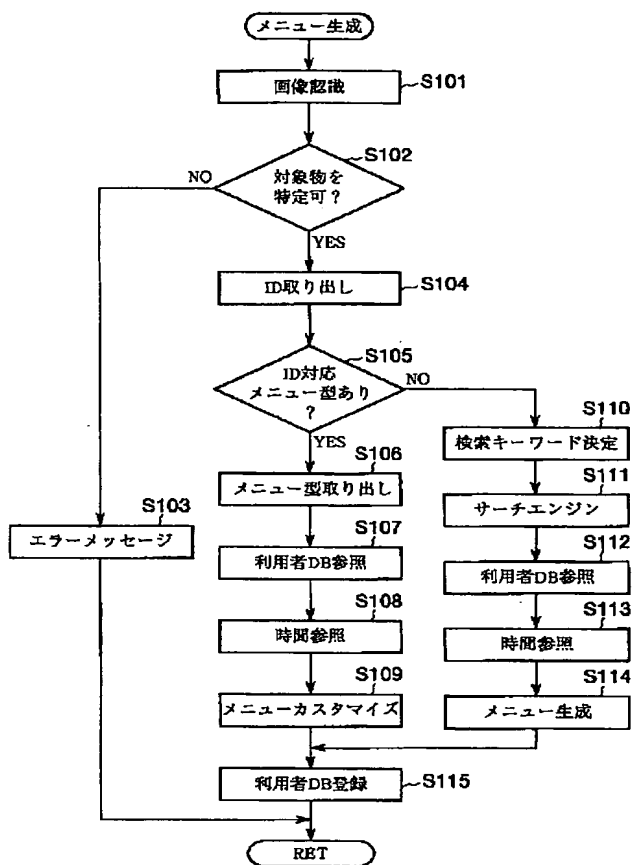 メニュー生成
画像認識
S101
S102
対象物を
特定可？
NO
YES
ID取り出し
S104
S105
ID対応
メニュー型あり
？
NO
YES
S106
メニュー型取り出し
S107
利用者DB参照
S108
時間参照
S109
メニューカスタマイズ
S110
検索キーワード決定
S111
サーチエンジン
S112
利用者DB参照
S113
時間参照
S114
メニュー生成
S103
エラーメッセージ
利用者DB登録
S115
RET